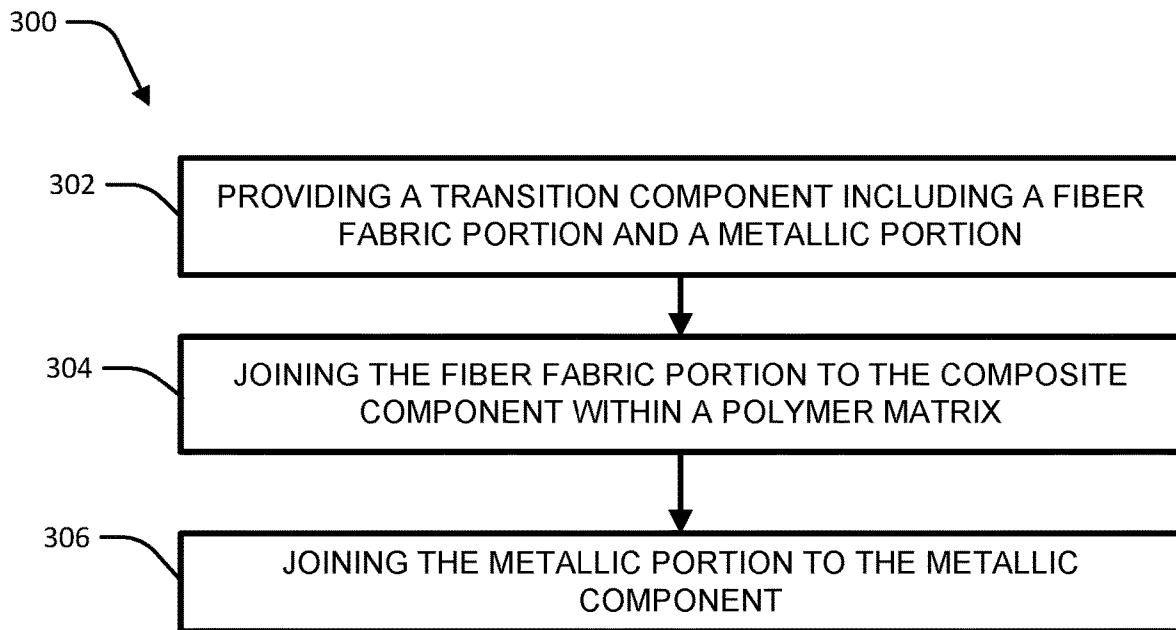 300
302
PROVIDING A TRANSITION COMPONENT INCLUDING A FIBER
FABRIC PORTION AND A METALLIC PORTION
304
JOINING THE FIBER FABRIC PORTION TO THE COMPOSITE
COMPONENT WITHIN A POLYMER MATRIX
306
JOINING THE METALLIC PORTION TO THE METALLIC
COMPONENT